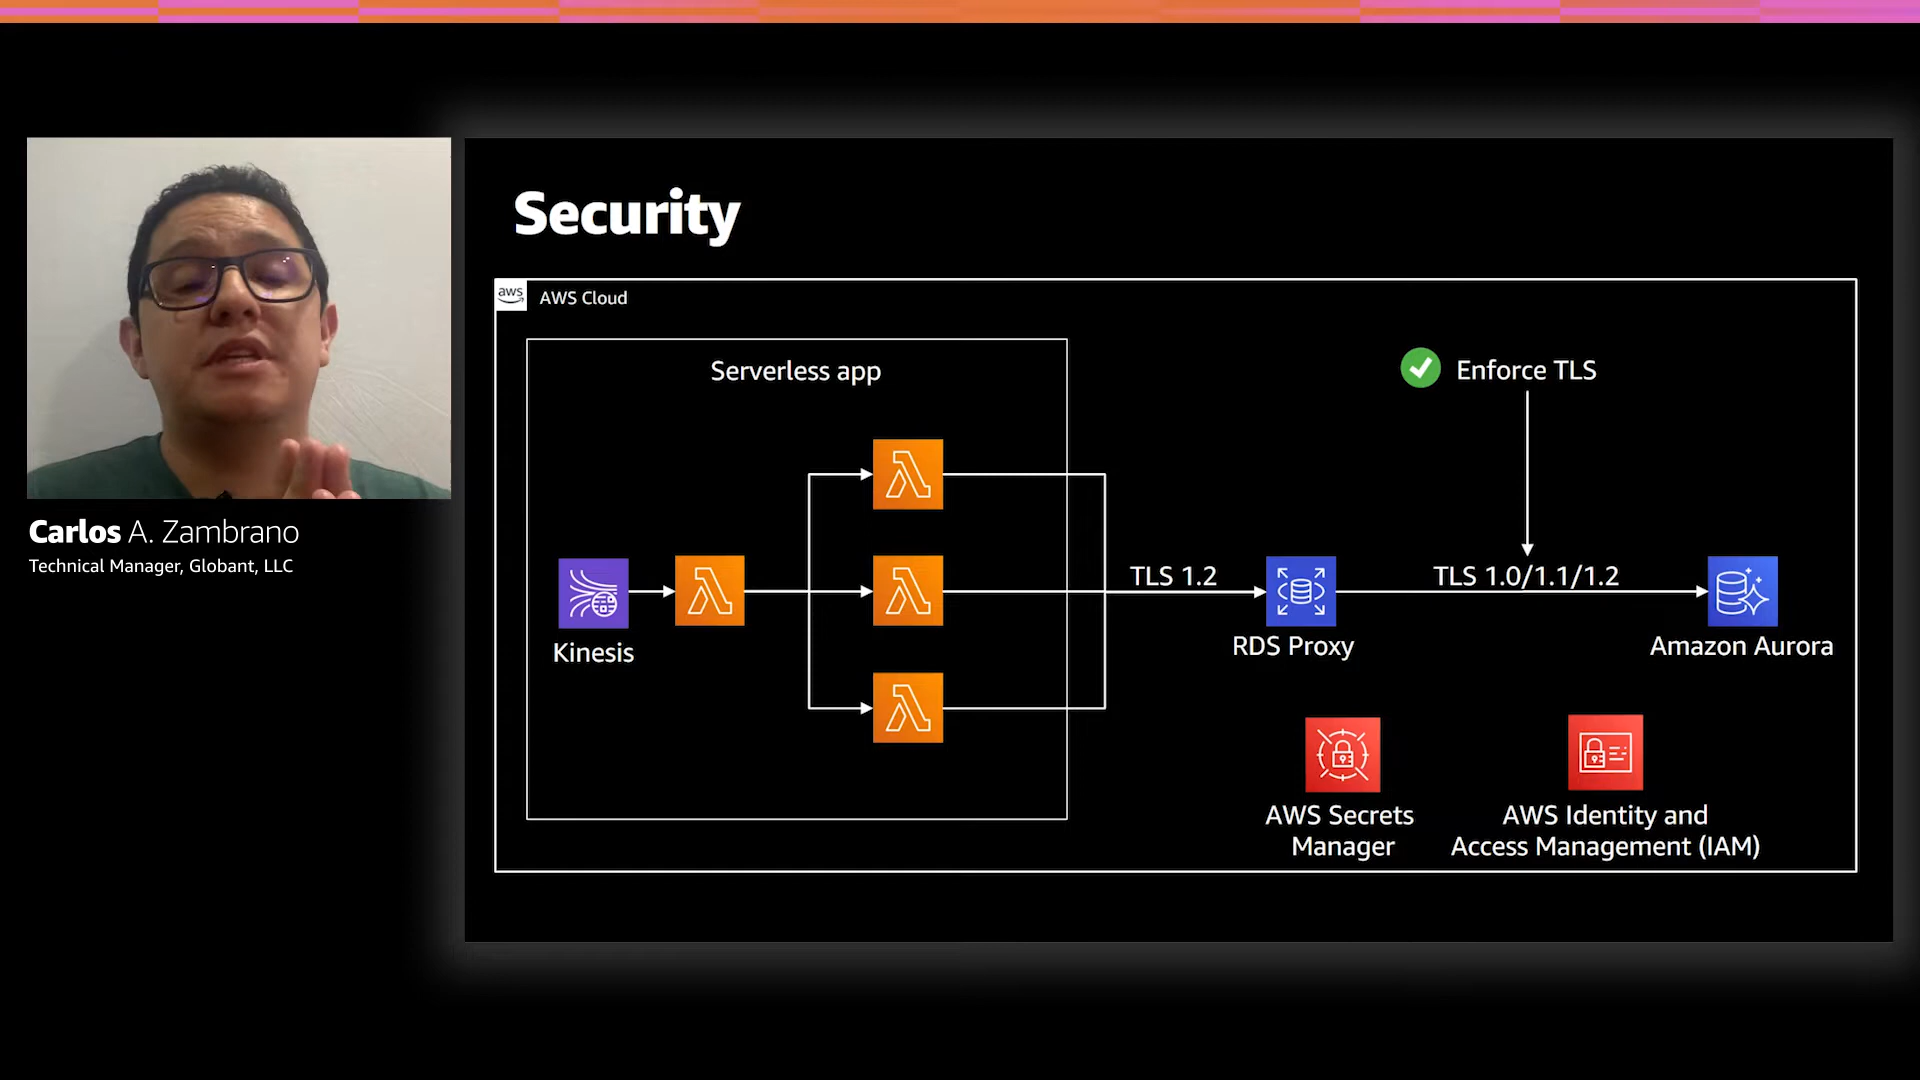 Security
aws
AWS Cloud
Serverless app
Enforce TLS
TLS 1.2
TLS 1.0/1.1/1.2
Kinesis
RDS Proxy
Amazon Aurora
AWS Secrets
Manager
AWS Identity and
Access Management (IAM)
Carlos A. Zambrano
Technical Manager, Globant, LLC